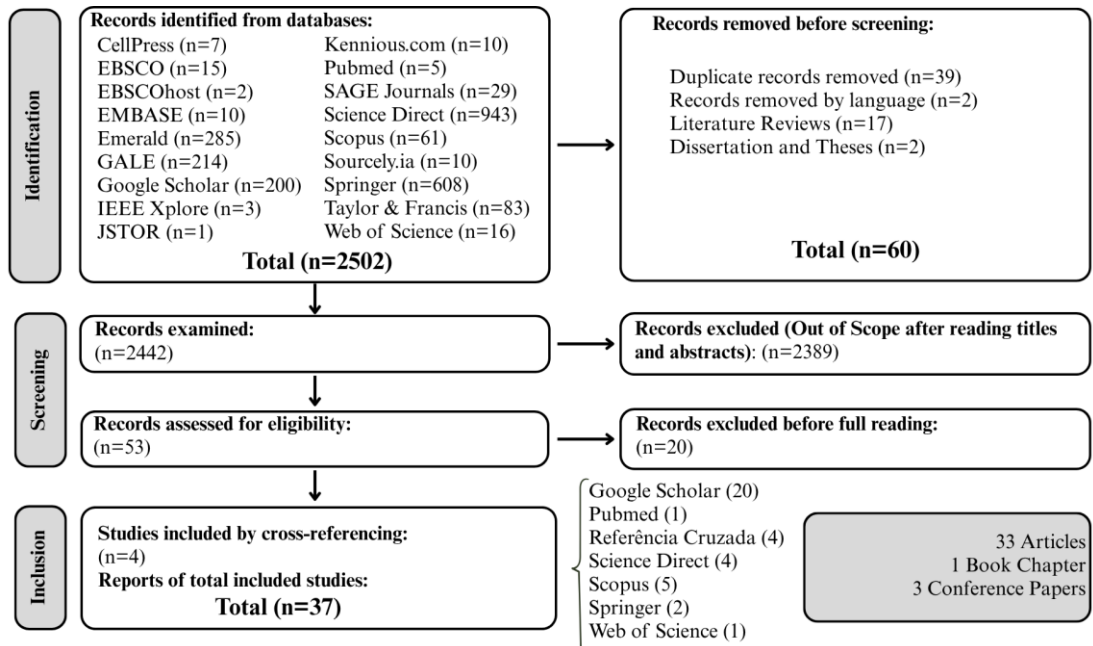 Identification
Records identified from databases:
CellPress (n=7)
EBSCO (n=15)
EBSCOhost (n=2)
EMBASE (n=10)
Emerald (n=285)
GALE (n=214)
Google Scholar (n=200)
IEEE Xplore (n=3)
JSTOR (n=1)
Kennious.com (n=10)
Pubmed (n=5)
SAGE Journals (n=29)
Science Direct (n=943)
Scopus (n=61)
Sourcely.ia (n=10)
Springer (n=608)
Taylor & Francis (n=83)
Web of Science (n=16)
Total (n=2502)
Records removed before screening:
Duplicate records removed (n=39)
Records removed by language (n=2)
Literature Reviews (n=17)
Dissertation and Theses (n=2)
Total (n=60)
Screening
Records examined:
(n=2442)
Records excluded (Out of Scope after reading titles
and abstracts): (n=2389)
Records assessed for eligibility:
(n=53)
Records excluded before full reading:
(n=20)
Inclusion
Studies included by cross-referencing:
(n=4)
Reports of total included studies:
Total (n=37)
Google Scholar (20)
Pubmed (1)
Referência Cruzada (4)
Science Direct (4)
Scopus (5)
Springer (2)
Web of Science (1)
33 Articles
1 Book Chapter
3 Conference Papers